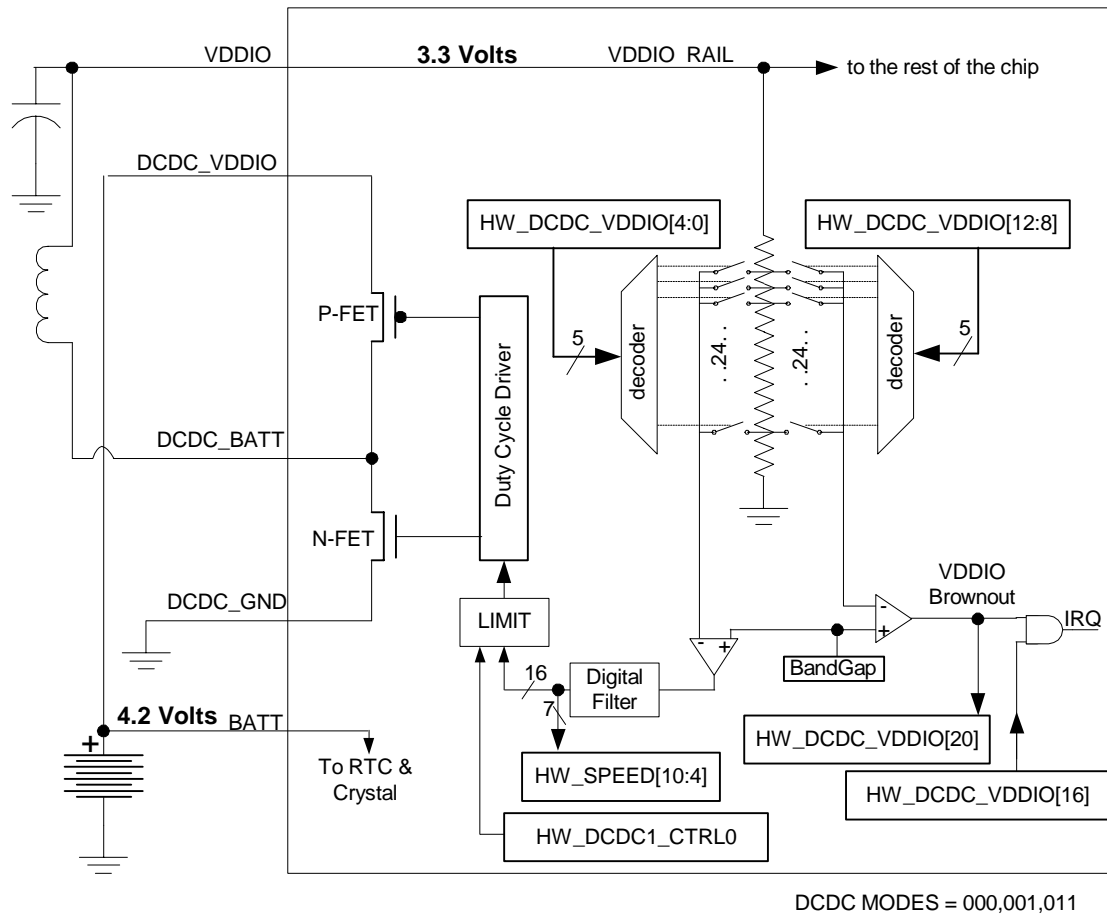 VDDIO
3.3 Volts
VDDIO_RAIL
to the rest of the chip
DCDC_VDDIO
HW_DCDC_VDDIO[4:0]
HW_DCDC_VDDIO[12:8]
P-FET
Duty Cycle Driver
5
decoder
. .24. .
. .24. .
decoder
5
DCDC_BATT
N-FET
DCDC_GND
LIMIT
VDDIO
Brownout
- +
-
+
IRQ
BandGap
16
Digital
Filter
7
4.2 Volts
BATT
+
To RTC &
Crystal
HW_SPEED[10:4]
HW_DCDC_VDDIO[20]
HW_DCDC_VDDIO[16]
HW_DCDC1_CTRL0
DCDC MODES = 000,001,011